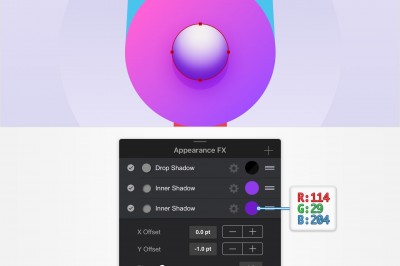 Appearance FX
Drop Shadow
Inner Shadow
Inner Shadow
R:114
G:29
B:204
X Offset
0.0 pt
Y Offset
-1.0 pt